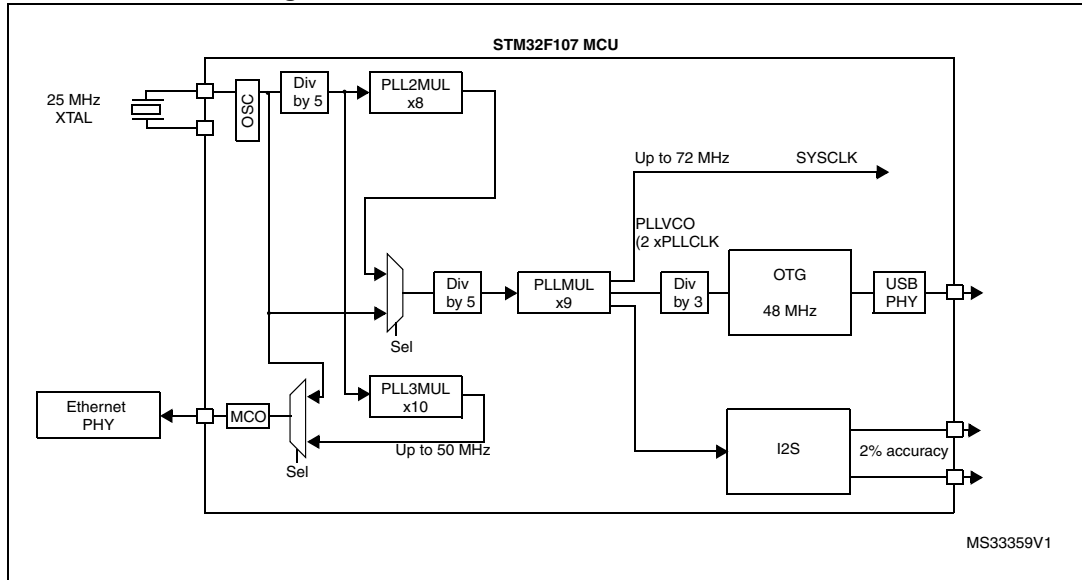 STM32F107 MCU
25 MHz
XTAL
OSC
Div
by 5
PLL2MUL
x8
Up to 72 MHz
SYSCLK
PLLVCO
(2 xPLLCLK
Sel
Div
by 5
PLLMUL
x9
Div
by 3
OTG
48 MHz
USB
PHY
Ethernet
PHY
MCO
Sel
PLL3MUL
x10
Up to 50 MHz
I2S
2% accuracy
MS33359V1